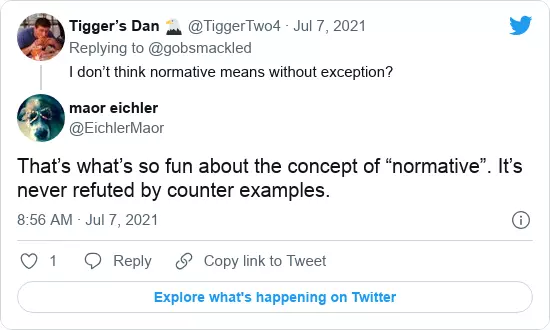 Tigger’s Dan @TiggerTwo4 · Jul 7, 2021
Replying to @gobsmackled
I don’t think normative means without exception?
maor eichler
@EichlerMaor
That’s what’s so fun about the concept of “normative”. It’s
never refuted by counter examples.
8:56 AM · Jul 7, 2021
1 Reply Copy link to Tweet
Explore what's happening on Twitter